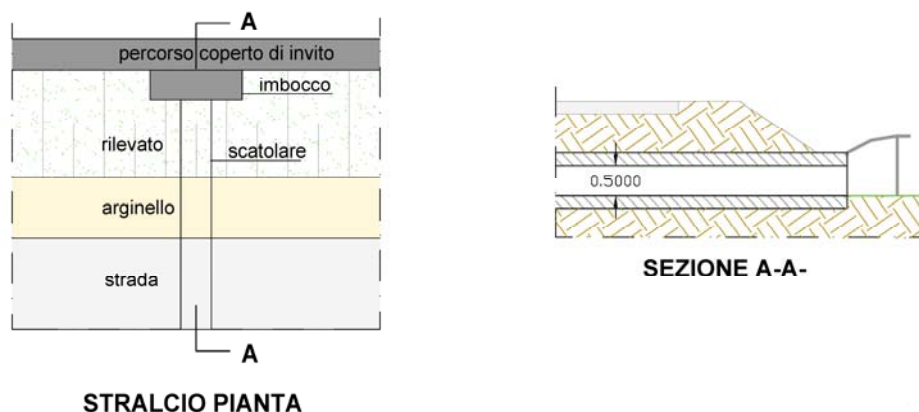 A
percorso coperto di invito
imbocco
rilevato
scatolare
arginello
strada
A
STRALCIO PIANTA
0.5000
SEZIONE A-A-